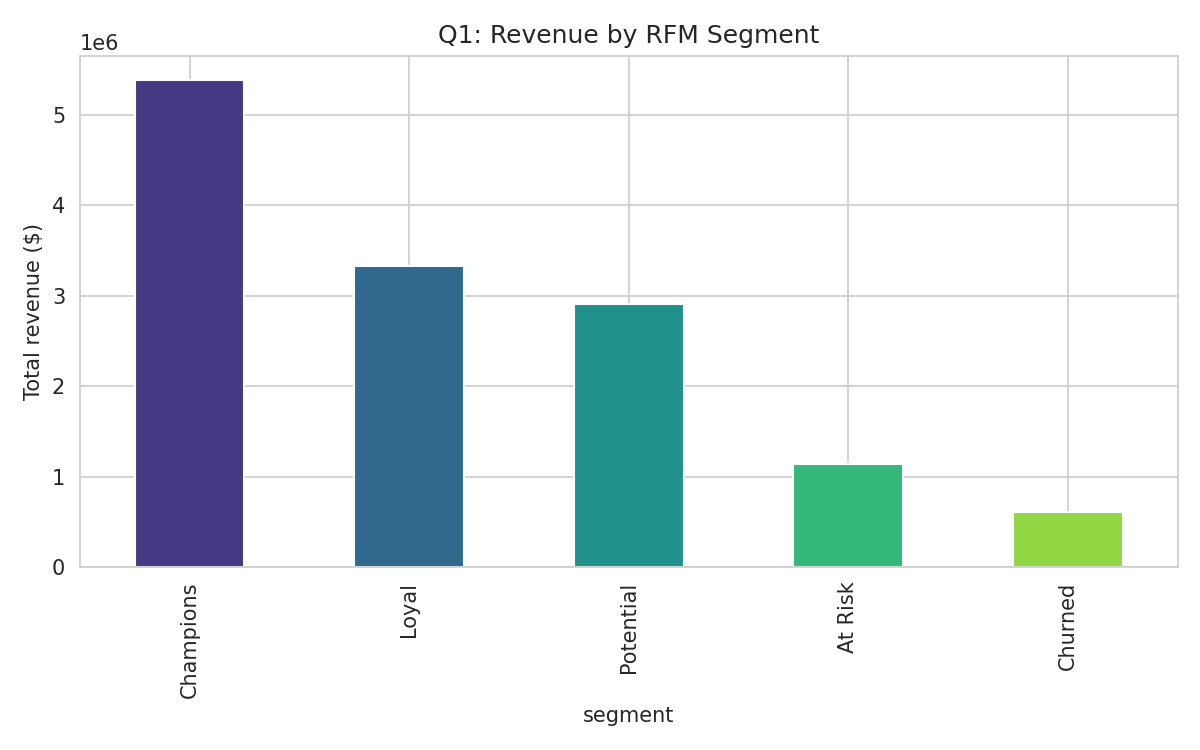 Q1: Revenue by RFM Segment
1e6
Total revenue ($)
5
4
3
2
1
0
Champions
Loyal
Potential
At Risk
Churned
segment